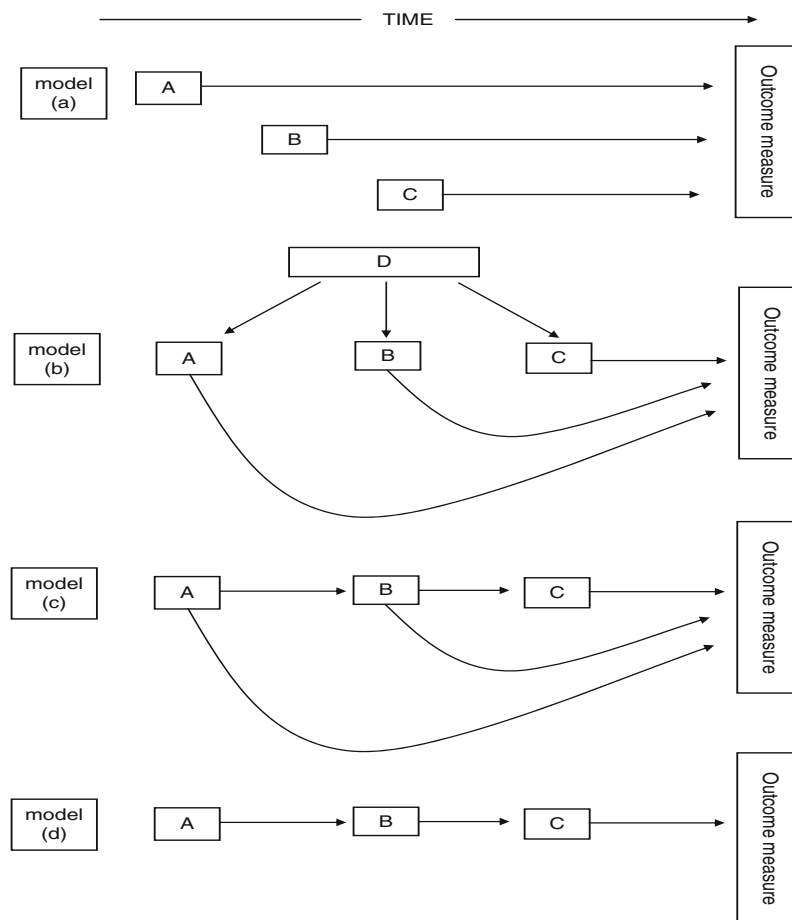 TIME
model
(a)
A
B
C
Outcome measure
D
model
(b)
A
B
C
Outcome measure
model
(c)
A
B
C
Outcome measure
model
(d)
A
B
C
Outcome measure